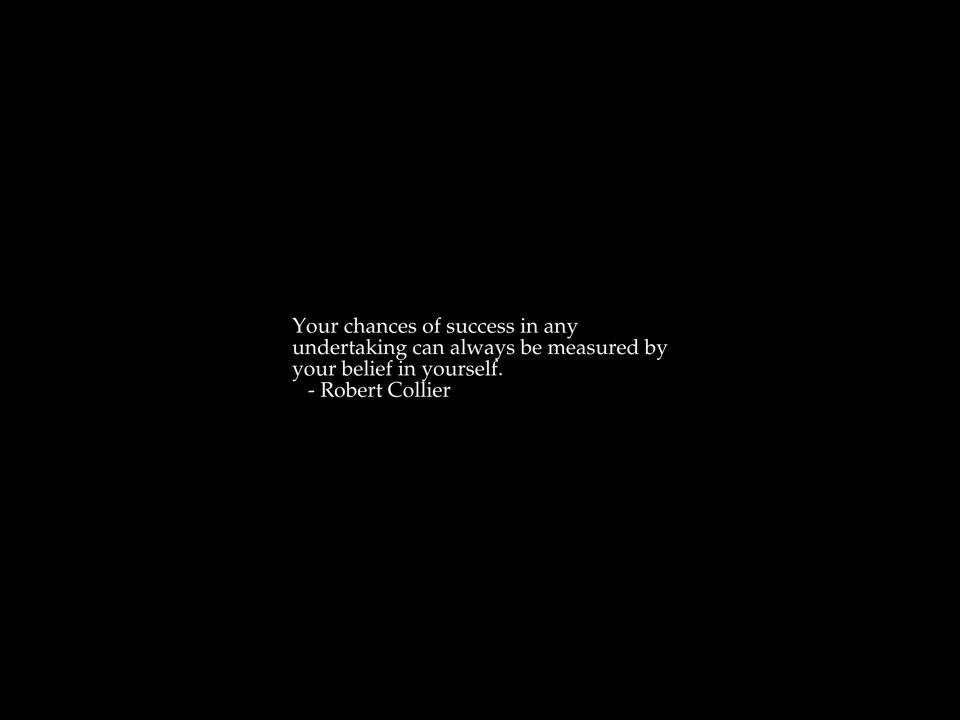 Your chances of success in any
undertaking can always be measured by
your belief in yourself.
- Robert Collier